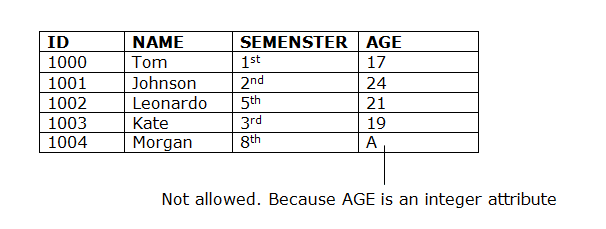 ID NAME SEMENSTER AGE
1000 Tom 1st 17
1001 Johnson 2nd 24
1002 Leonardo 5th 21
1003 Kate 3rd 19
1004 Morgan 8th A
Not allowed. Because AGE is an integer attribute